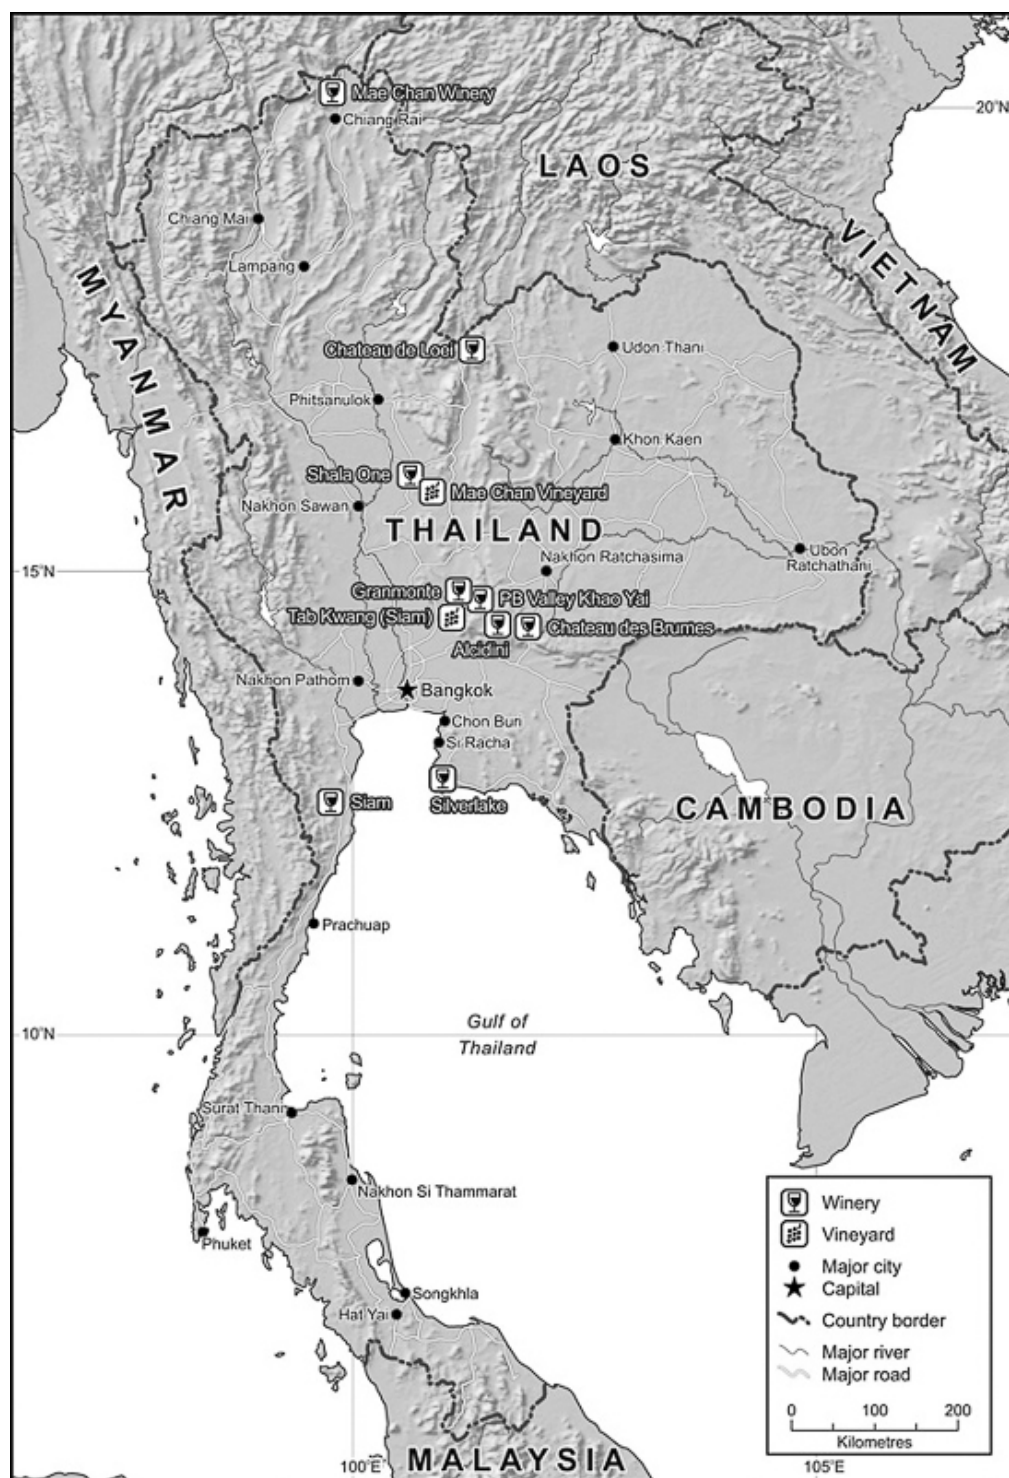 Mae Chan Winery
20°N
Chiang Rai
LAOS
Chiang Mai
VIETNAM
Lampang
MYANMAR
Chateau de Loei
Udon Thani
Phitsanulok
Khon Kaen
Shala One
Mae Chan Vineyard
Nakhon Sawan
THAILAND
Nakhon Ratchasima
Ubon
Ratchathani
15°N
Granmonte
PB Valley Khao Yai
Tab Kwang (Siam)
Chateau des Brumes
Alcidini
Nakhon Pathom
Bangkok
Chon Buri
Si Racha
Siam
Silverlake
CAMBODIA
Prachuap
10°N
Gulf of
Thailand
Surat Thani
Nakhon Si Thammarat
Phuket
Songkhla
Hat Yai
MALAYSIA
100°E
105°E
Winery
Vineyard
Major city
Capital
Country border
Major river
Major road
0 100 200
Kilometres